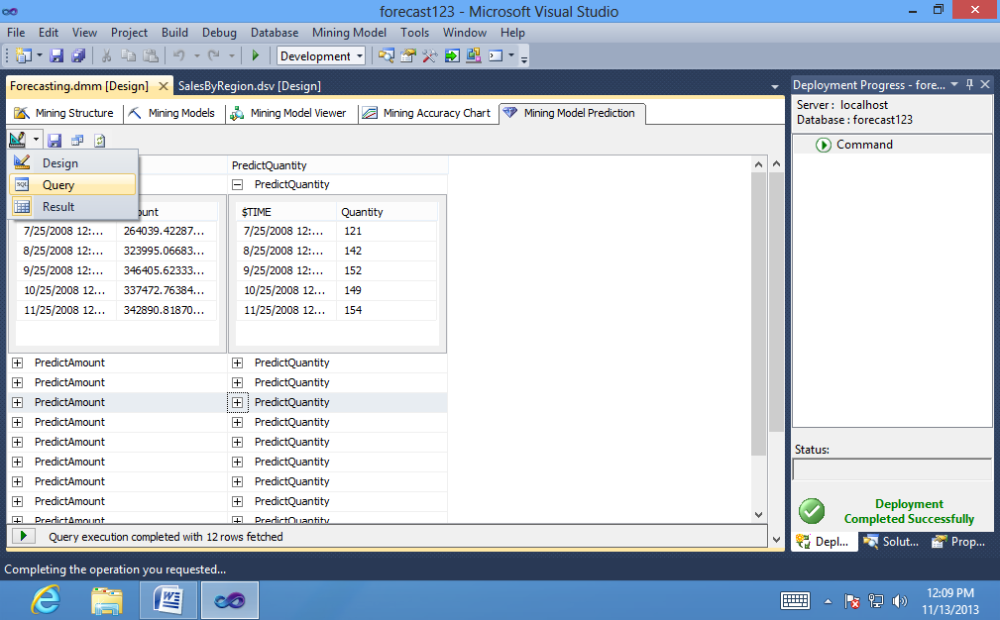 forecast123 - Microsoft Visual Studio
File Edit View Project Build Debug Database Mining Model Tools Window Help
Development
Forecasting.dmm [Design] SalesByRegion.dsv [Design]
Mining Structure Mining Models Mining Model Viewer Mining Accuracy Chart Mining Model Prediction
Design
SQL Query
Result
PredictQuantity
PredictQuantity
ount
$TIME Quantity
7/25/2008 12:... 264039.42287... 7/25/2008 12:... 121
8/25/2008 12:... 323995.06683... 8/25/2008 12:... 142
9/25/2008 12:... 346405.62333... 9/25/2008 12:... 152
10/25/2008 12... 337472.76384... 10/25/2008 12... 149
11/25/2008 12... 342890.81870... 11/25/2008 12... 154
PredictAmount PredictQuantity
PredictAmount PredictQuantity
PredictAmount PredictQuantity
PredictAmount PredictQuantity
PredictAmount PredictQuantity
PredictAmount PredictQuantity
PredictAmount PredictQuantity
PredictAmount PredictQuantity
PredictAmount PredictQuantity
Query execution completed with 12 rows fetched
Deployment Progress - fore...
Server : localhost
Database : forecast123
Command
Status:
Deployment
Completed Successfully
Depl... Solut... Prop...
Completing the operation you requested...
12:09 PM
11/13/2013